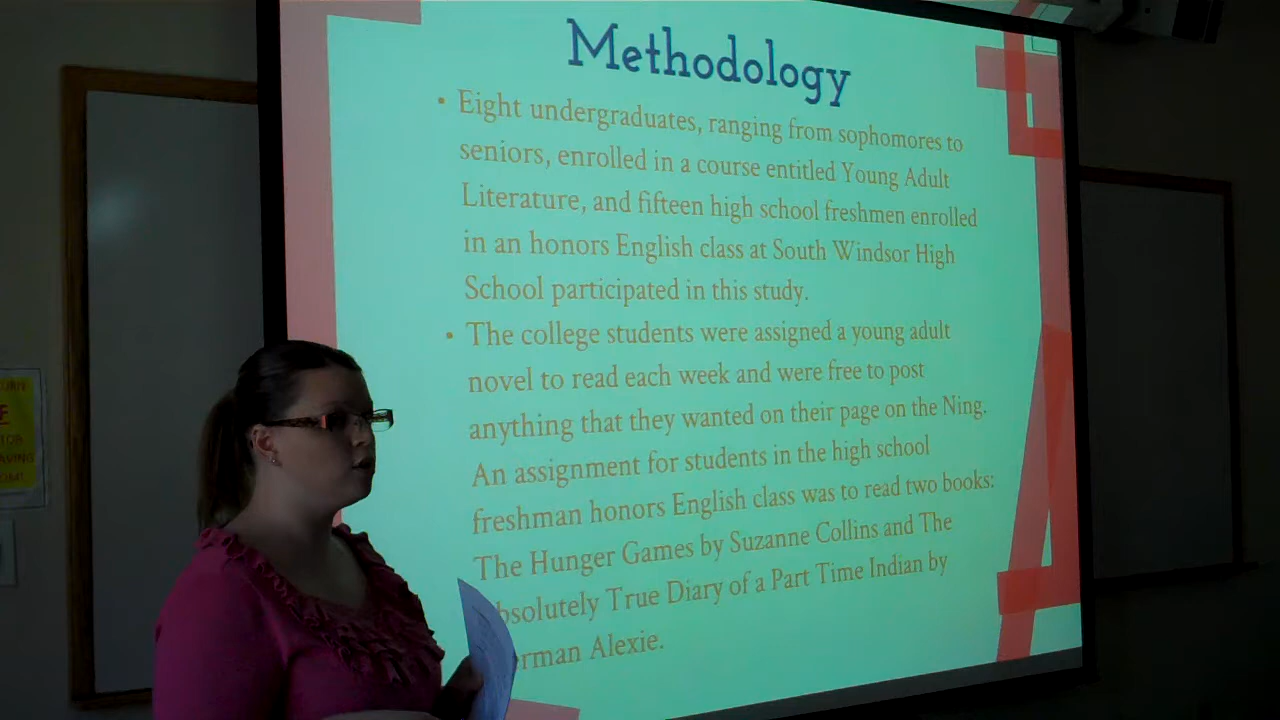 Methodology
• Eight undergraduates, ranging from sophomores to
seniors, enrolled in a course entitled Young Adult
Literature, and fifteen high school freshmen enrolled
in an honors English class at South Windsor High
School participated in this study.
• The college students were assigned a young adult
novel to read each week and were free to post
anything that they wanted on their page on the Ning.
An assignment for students in the high school
freshman honors English class was to read two books:
The Hunger Games by Suzanne Collins and The
bsolutely True Diary of a Part Time Indian by
rman Alexie.